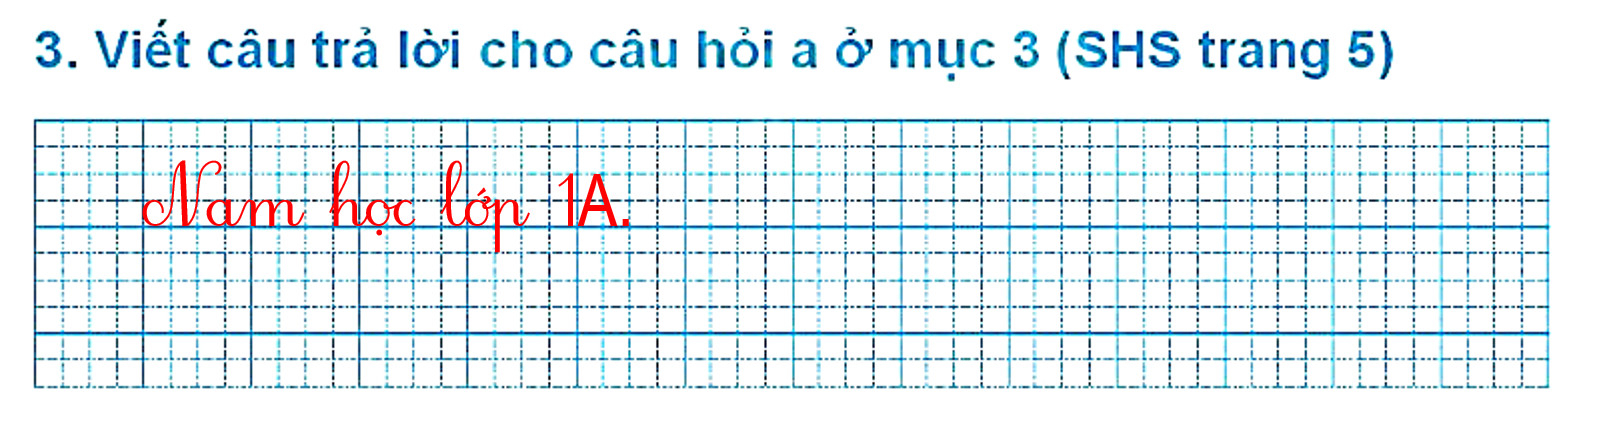 3. Viết câu trả lời cho câu hỏi a ở mục 3 (SHS trang 5)
Nam học lớp 1A.